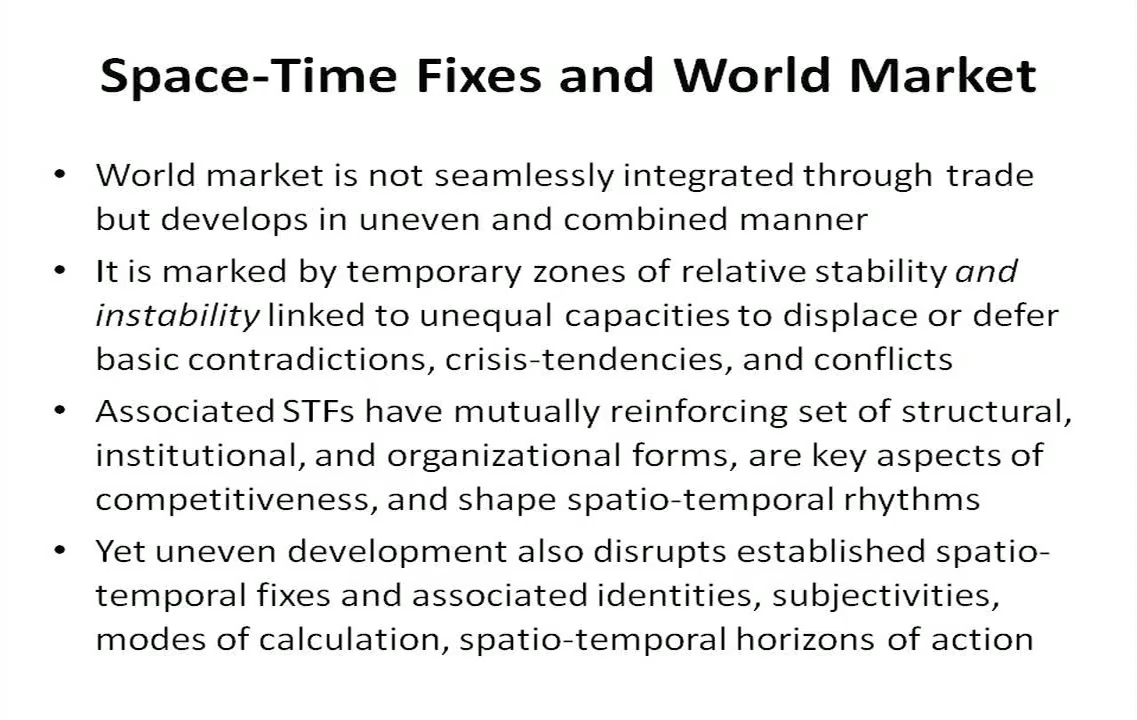 Space-Time Fixes and World Market
• World market is not seamlessly integrated through trade
but develops in uneven and combined manner
• It is marked by temporary zones of relative stability and
instability linked to unequal capacities to displace or defer
basic contradictions, crisis-tendencies, and conflicts
• Associated STFs have mutually reinforcing set of structural,
institutional, and organizational forms, are key aspects of
competitiveness, and shape spatio-temporal rhythms
• Yet uneven development also disrupts established spatio-
temporal fixes and associated identities, subjectivities,
modes of calculation, spatio-temporal horizons of action